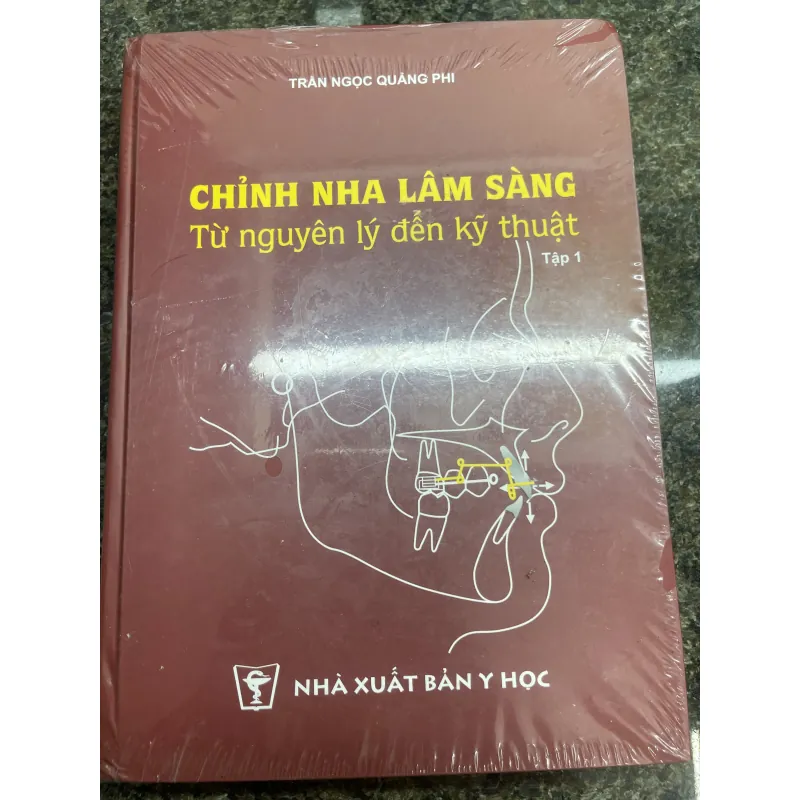 TRẦN NGỌC QUẢNG PHI
CHỈNH NHA LÂM SÀNG
Từ nguyên lý đến kỹ thuật
Tập 1
NHÀ XUẤT BẢN Y HỌC